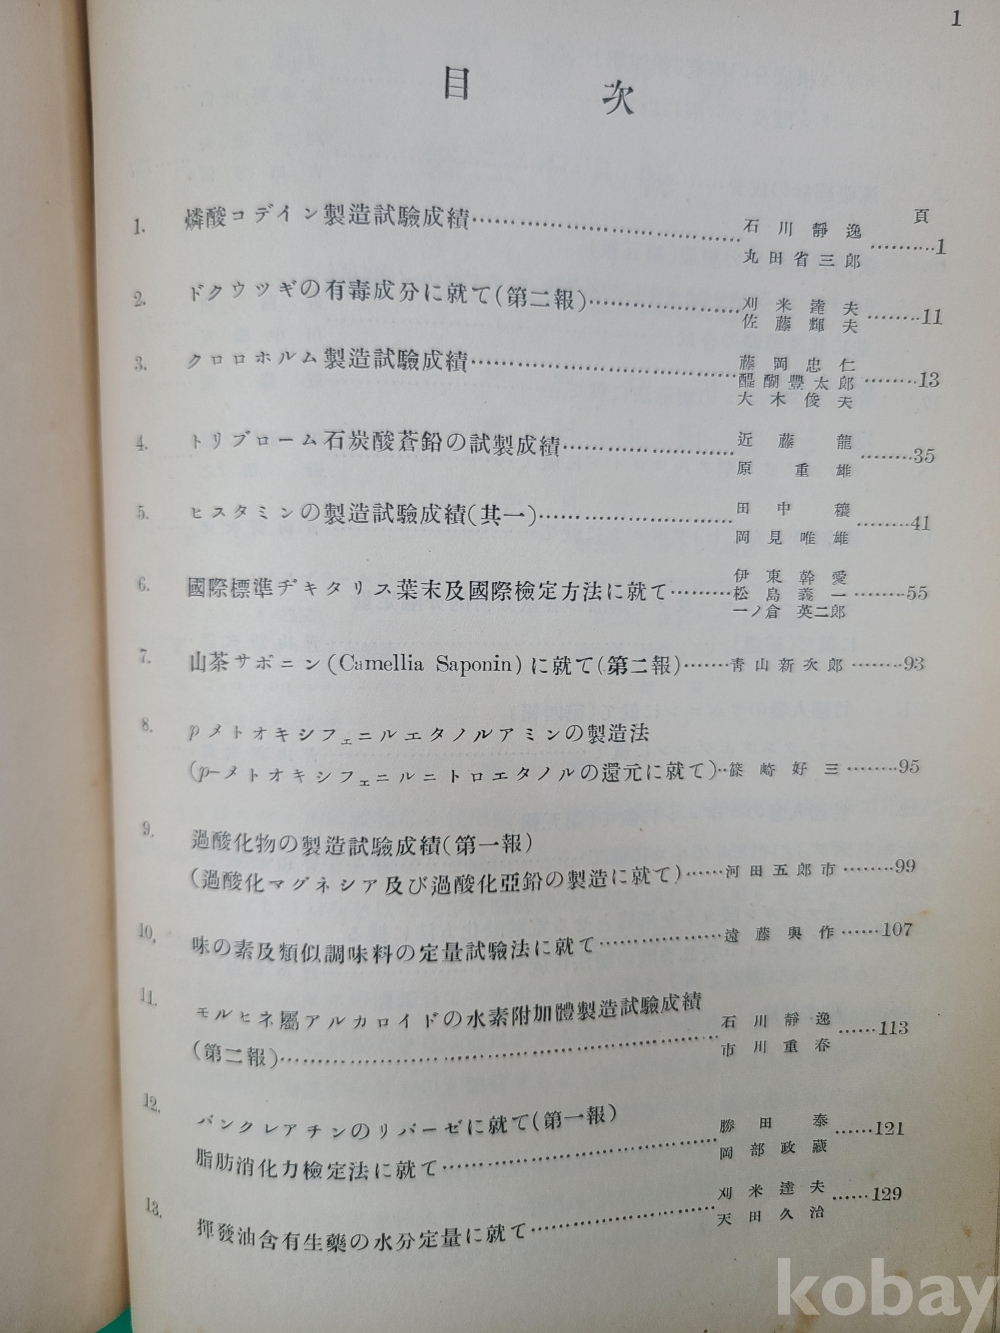 1
目次
頁
1. 燐酸コデイン製造試驗成績……石川靜逸 丸田省三郎……1
2. ドクウツギの有毒成分に就て(第二報)……刈米達夫 佐藤輝夫……11
3. クロロホルム製造試驗成績……藤岡忠仁 醍醐豐太郎 大木俊夫……13
4. トリブローム石炭酸蒼鉛の試製成績……近藤龍 原重雄……35
5. ヒスタミンの製造試驗成績(其一)……田中穰 岡見唯雄……41
6. 國際標準ヂキタリス葉末及國際檢定方法に就て……伊東幹愛 松島義一 一ノ倉英二郎……55
7. 山茶サポニン(Camellia Saponin)に就て(第二報)……靑山新次郎……93
8. pメトオキシフェニルエタノルアミンの製造法
(p-メトオキシフェニルニトロエタノルの還元に就て)‥篠崎好三……95
9. 過酸化物の製造試驗成績(第一報)
(過酸化マグネシア及び過酸化亞鉛の製造に就て)……河田五郎市……99
10. 味の素及類似調味料の定量試驗法に就て……遠藤興作……107
11. モルヒネ屬アルカロイドの水素附加體製造試驗成績
(第二報)……石川靜逸 市川重春……113
12. パンクレアチンのリパーゼに就て(第一報)
脂肪消化力檢定法に就て……勝田泰 岡部政藏……121
13. 揮發油含有生藥の水分定量に就て……刈米達夫 天田久治……129
kobay